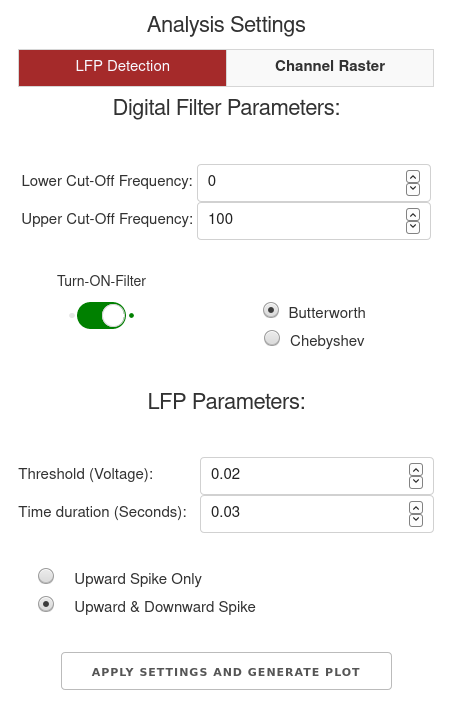 Analysis Settings
LFP Detection
Channel Raster
Digital Filter Parameters:
Lower Cut-Off Frequency: 0
Upper Cut-Off Frequency: 100
Turn-ON-Filter
Butterworth
Chebyshev
LFP Parameters:
Threshold (Voltage): 0.02
Time duration (Seconds): 0.03
Upward Spike Only
Upward & Downward Spike
APPLY SETTINGS AND GENERATE PLOT